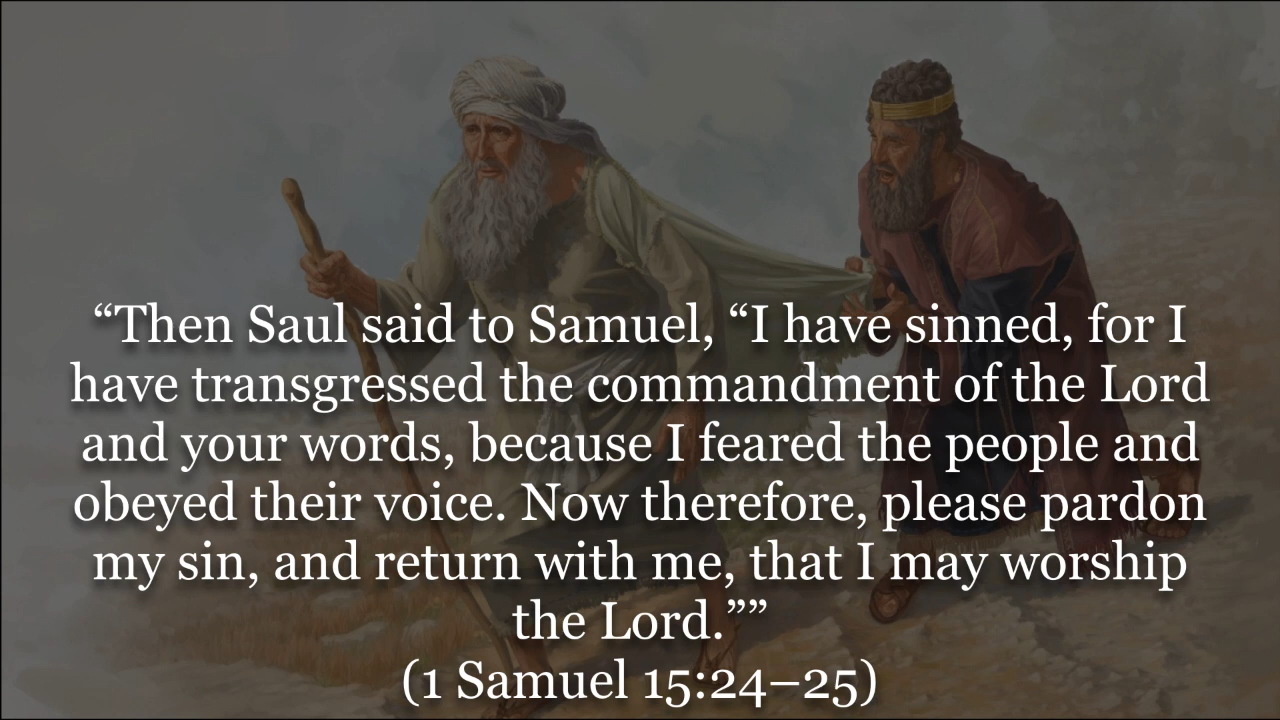 “Then Saul said to Samuel, “I have sinned, for I
have transgressed the commandment of the Lord
and your words, because I feared the people and
obeyed their voice. Now therefore, please pardon
my sin, and return with me, that I may worship
the Lord.””
(1 Samuel 15:24–25)